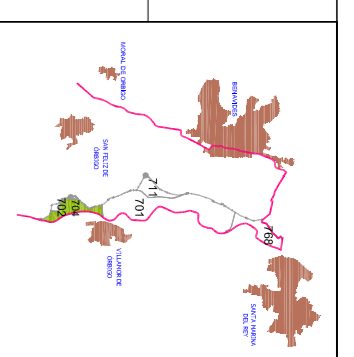 MORAL DE ORBIGO
BENAVIDES
SAN FELIZ DE
ORBIGO
711
701
704
702
768
VILLAMOR DE
ORBIGO
SANTA MARINA
DEL REY